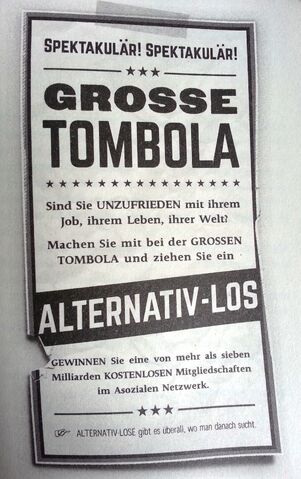 SPEKTAKULÄR! SPEKTAKULÄR!
GROSSE
TOMBOLA
Sind Sie UNZUFRIEDEN mit ihrem
Job, ihrem Leben, ihrer Welt?
Machen Sie mit bei der GROSSEN
TOMBOLA und ziehen Sie ein
ALTERNATIV-LOS
GEWINNEN Sie eine von mehr als sieben
Milliarden KOSTENLOSEN Mitgliedschaften
im Asozialen Netzwerk.
ALTERNATIV-LOSE gibt es überall, wo man danach sucht.